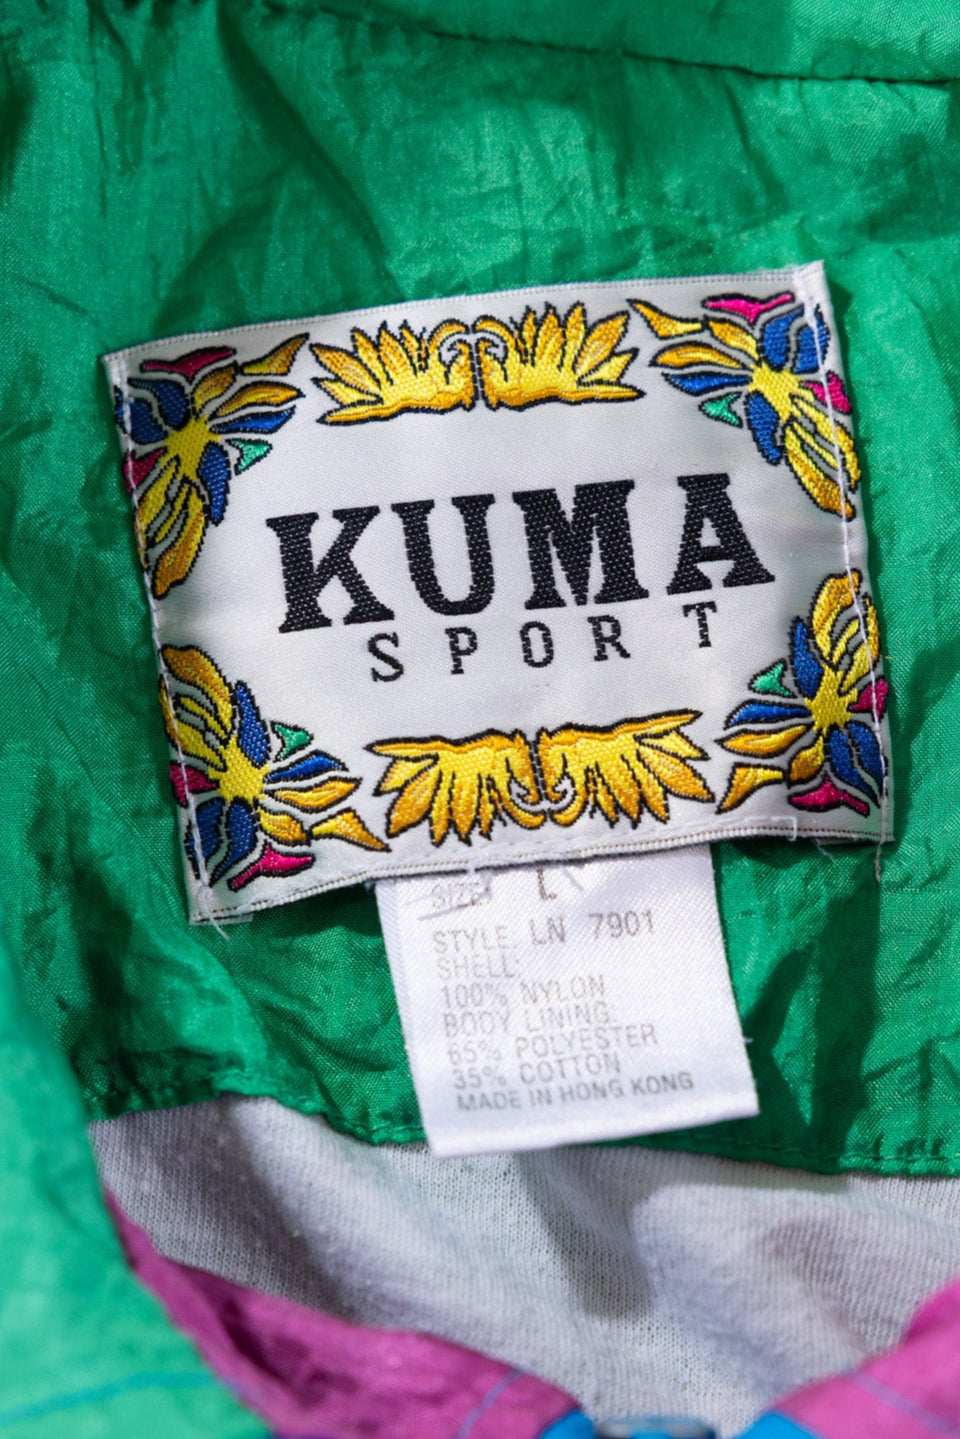 KUMA
SPORT
SIZE: L
STYLE: LN 7901
SHELL:
100% NYLON
BODY LINING:
65% POLYESTER
35% COTTON
MADE IN HONG KONG